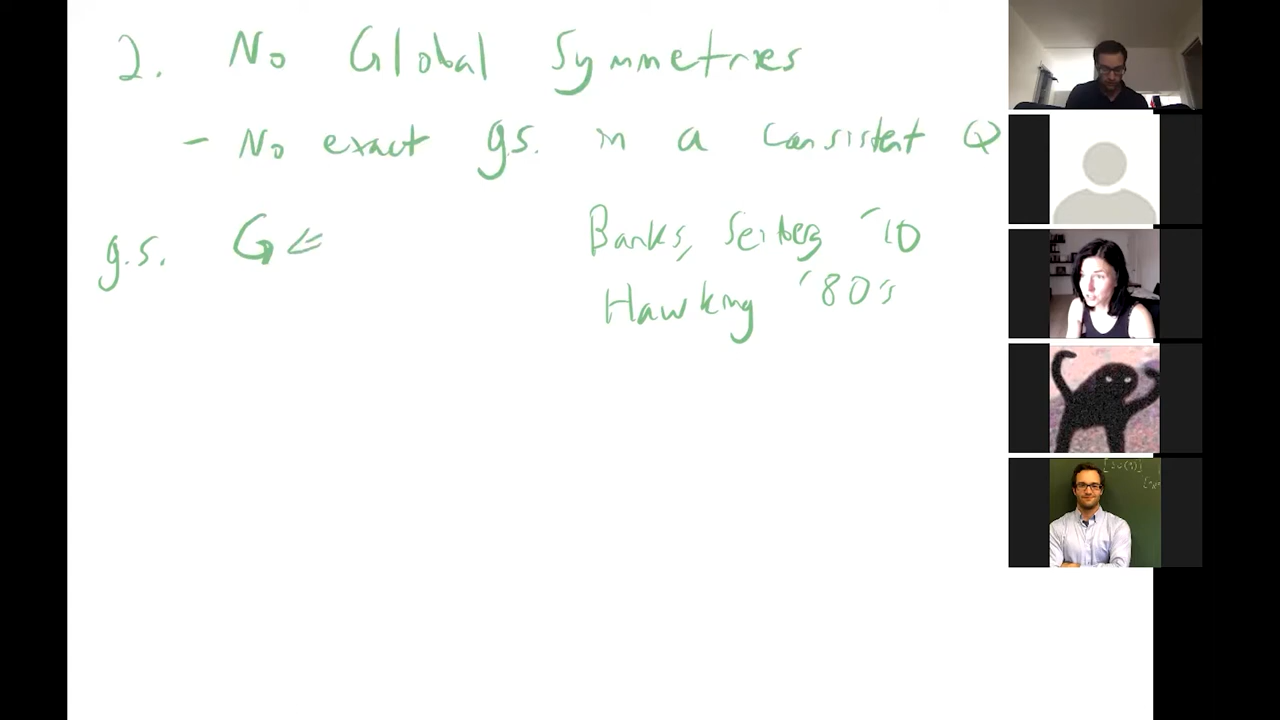 2. No Global Symmetries
- No exact g.s. in a consistent Q
g.s. G
Banks, Seiberg '10
Hawking '80's